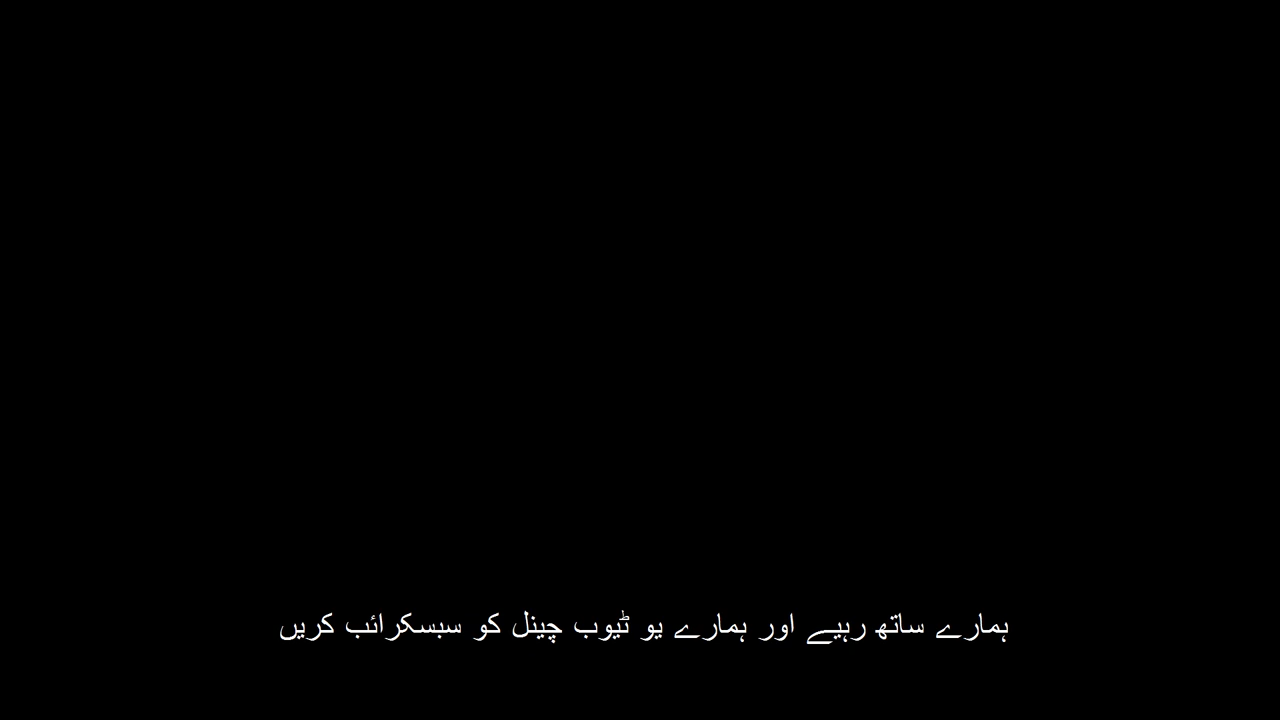 ہمارے ساتھ رہیے اور ہمارے یو ٹیوب چینل کو سبسکرائب کریں